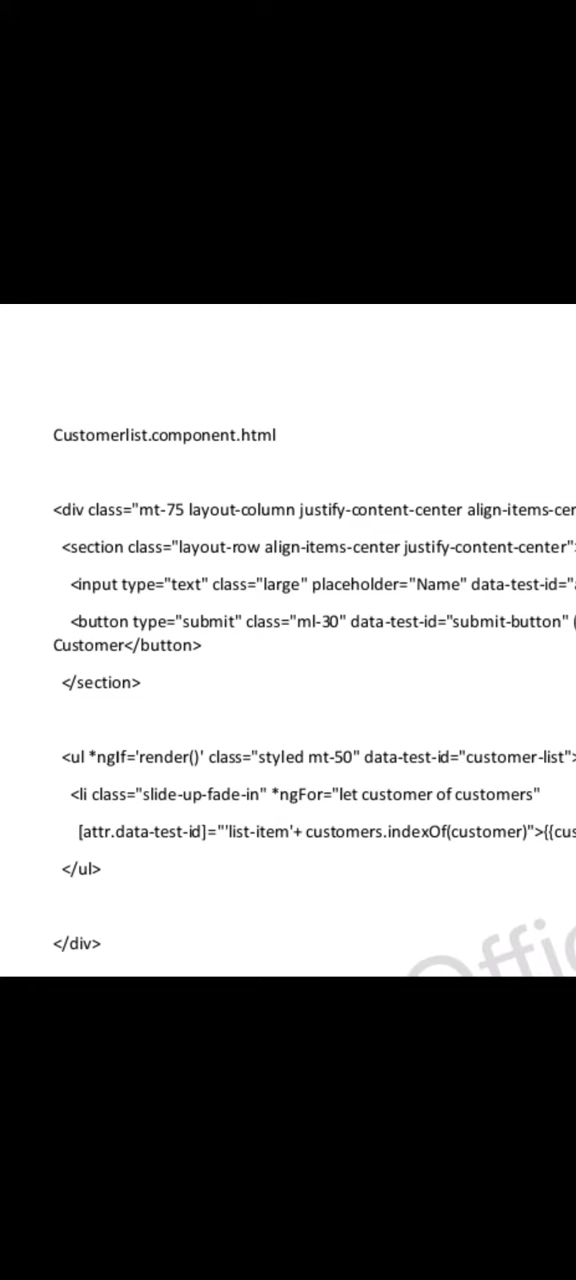 Customerlist.component.html
<div class="mt-75 layout-column justify-content-center align-items-cer
<section class="layout-row align-items-center justify-content-center">
<input type="text" class="large" placeholder="Name" data-test-id="a
<button type="submit" class="ml-30" data-test-id="submit-button" (
Customer</button>
</section>
<ul *ngIf='render()' class="styled mt-50" data-test-id="customer-list">
<li class="slide-up-fade-in" *ngFor="let customer of customers"
[attr.data-test-id]="'list-item'+ customers.indexOf(customer)">{{cus
</ul>
</div>
Offic